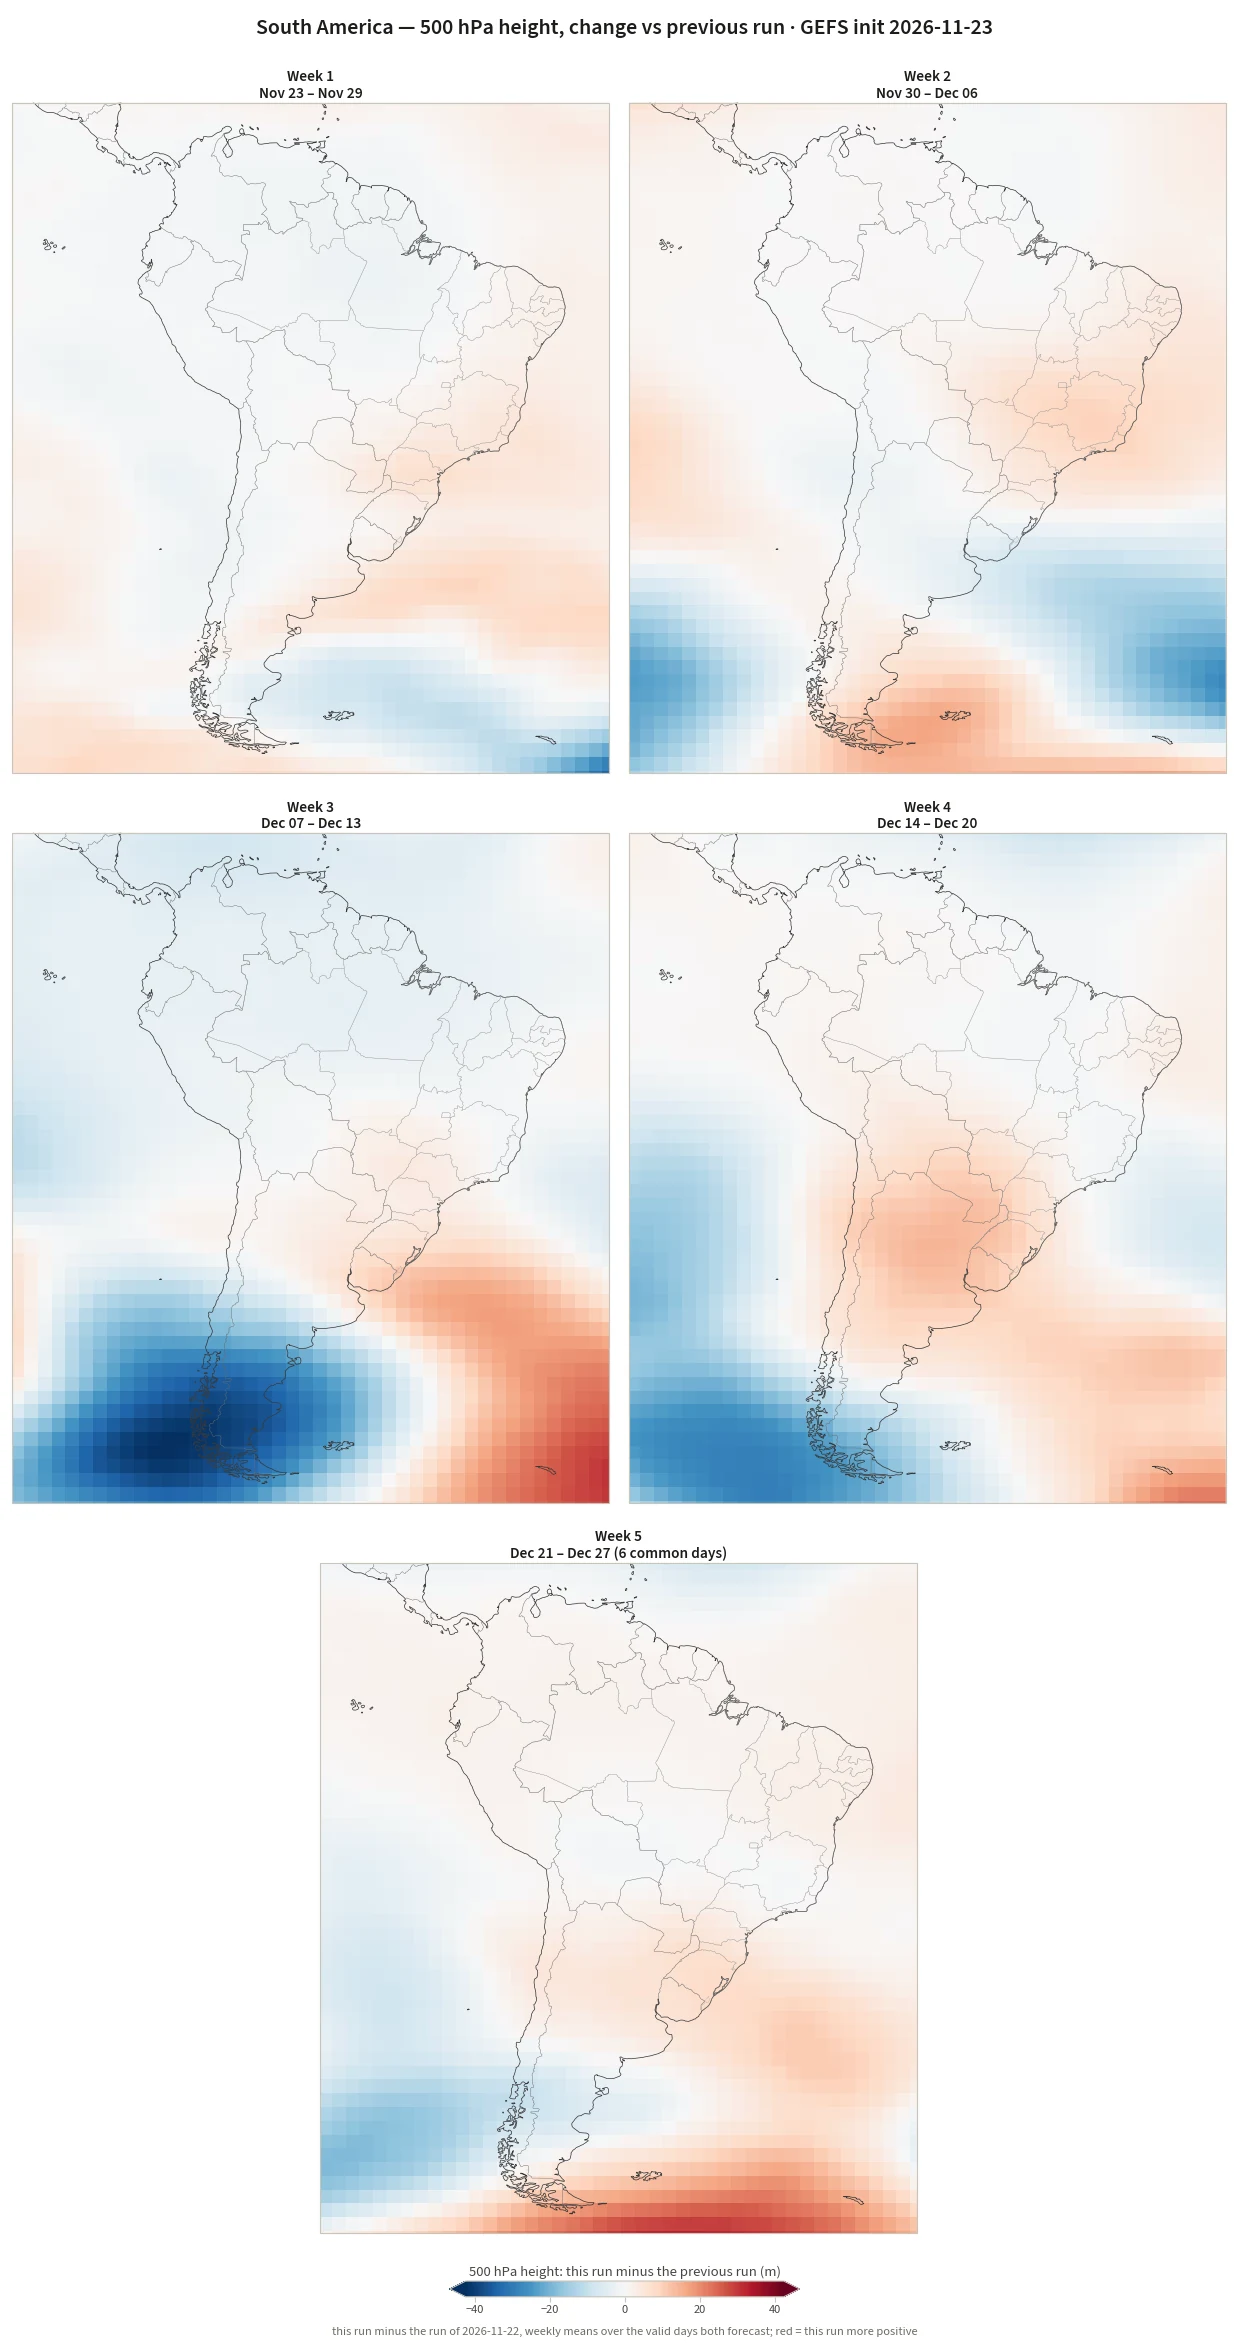 South America — 500 hPa height, change vs previous run · GEFS init 2026-11-23
Week 1
Nov 23 – Nov 29
Week 2
Nov 30 – Dec 06
Week 3
Dec 07 – Dec 13
Week 4
Dec 14 – Dec 20
Week 5
Dec 21 – Dec 27 (6 common days)
500 hPa height: this run minus the previous run (m)
−40 −20 0 20 40
this run minus the run of 2026-11-22, weekly means over the valid days both forecast; red = this run more positive